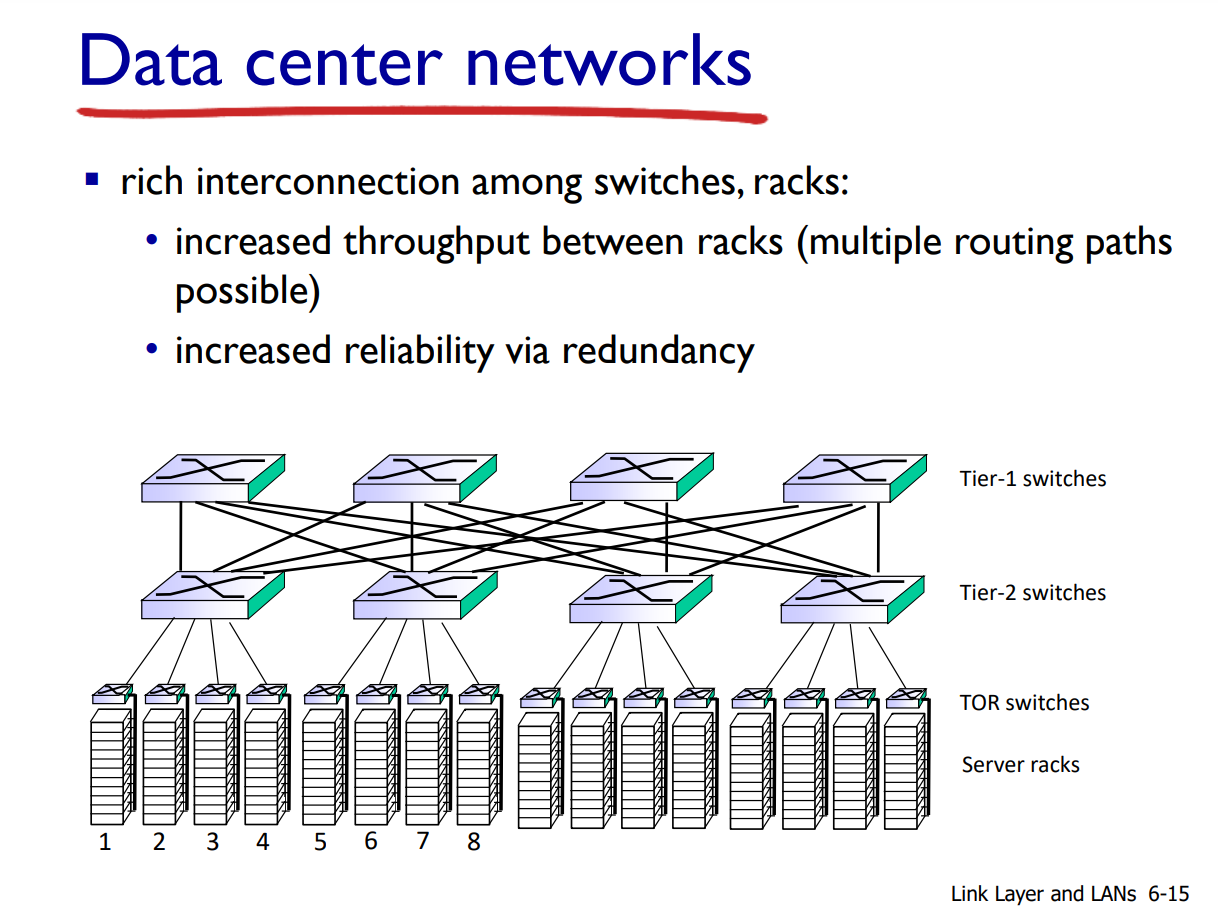 Data center networks
▪ rich interconnection among switches, racks:
• increased throughput between racks (multiple routing paths
possible)
• increased reliability via redundancy
Tier-1 switches
Tier-2 switches
TOR switches
Server racks
1 2 3 4 5 6 7 8
Link Layer and LANs 6-15